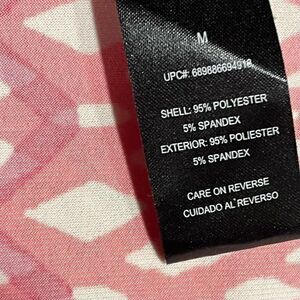 M
UPC#: 689886694918
SHELL: 95% POLYESTER
5% SPANDEX
EXTERIOR: 95% POLIESTER
5% SPANDEX
CARE ON REVERSE
CUIDADO AL REVERSO